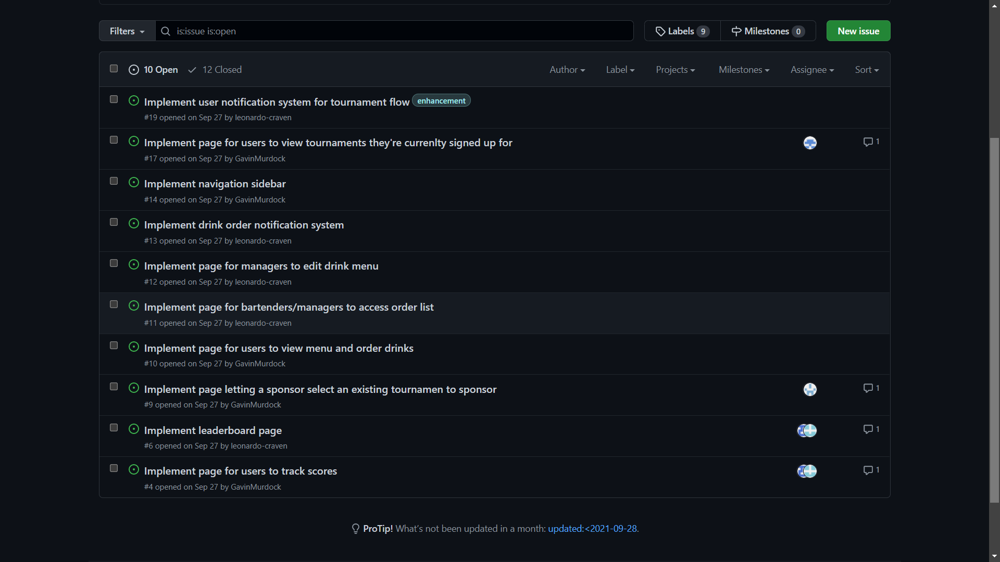 Filters is:issue is:open Labels 9 Milestones 0 New issue
10 Open 12 Closed Author Label Projects Milestones Assignee Sort
Implement user notification system for tournament flow enhancement
#19 opened on Sep 27 by leonardo-craven
Implement page for users to view tournaments they're currenlty signed up for 1
#17 opened on Sep 27 by GavinMurdock
Implement navigation sidebar
#14 opened on Sep 27 by GavinMurdock
Implement drink order notification system
#13 opened on Sep 27 by leonardo-craven
Implement page for managers to edit drink menu
#12 opened on Sep 27 by leonardo-craven
Implement page for bartenders/managers to access order list
#11 opened on Sep 27 by leonardo-craven
Implement page for users to view menu and order drinks
#10 opened on Sep 27 by GavinMurdock
Implement page letting a sponsor select an existing tournamen to sponsor 1
#9 opened on Sep 27 by GavinMurdock
Implement leaderboard page 1
#6 opened on Sep 27 by leonardo-craven
Implement page for users to track scores 1
#4 opened on Sep 27 by GavinMurdock
ProTip! What's not been updated in a month: updated:<2021-09-28.